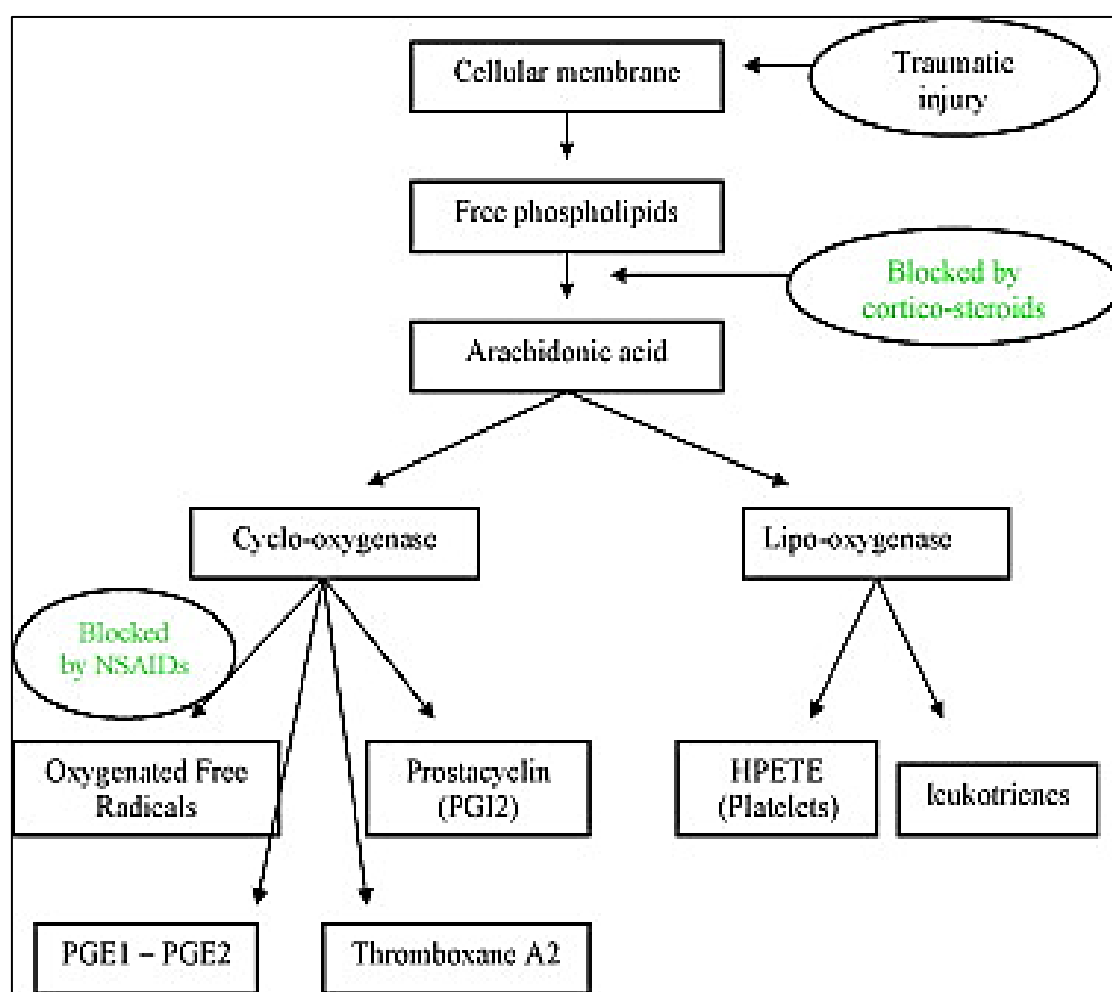 Cellular membrane
Traumatic
injury
Free phospholipids
Blocked by
cortico-steroids
Arachidonic acid
Cyclo-oxygenase
Lipo-oxygenase
Blocked
by NSAIDs
Oxygenated Free
Radicals
Prostacyclin
(PGI2)
HPETE
(Platelets)
leukotrienes
PGE1 – PGE2
Thromboxane A2